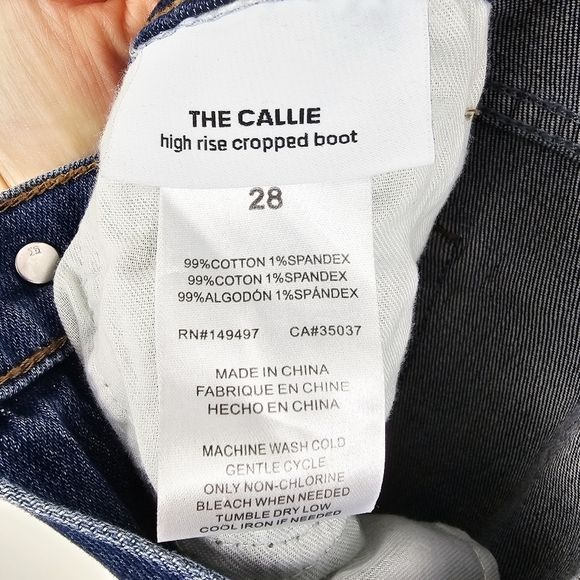 THE CALLIE
high rise cropped boot
28
99%COTTON 1%SPANDEX
99%COTON 1%SPANDEX
99%ALGODÓN 1%SPÁNDEX
RN#149497 CA#35037
MADE IN CHINA
FABRIQUE EN CHINE
HECHO EN CHINA
MACHINE WASH COLD
GENTLE CYCLE
ONLY NON-CHLORINE
BLEACH WHEN NEEDED
TUMBLE DRY LOW
COOL IRON IF NEEDED